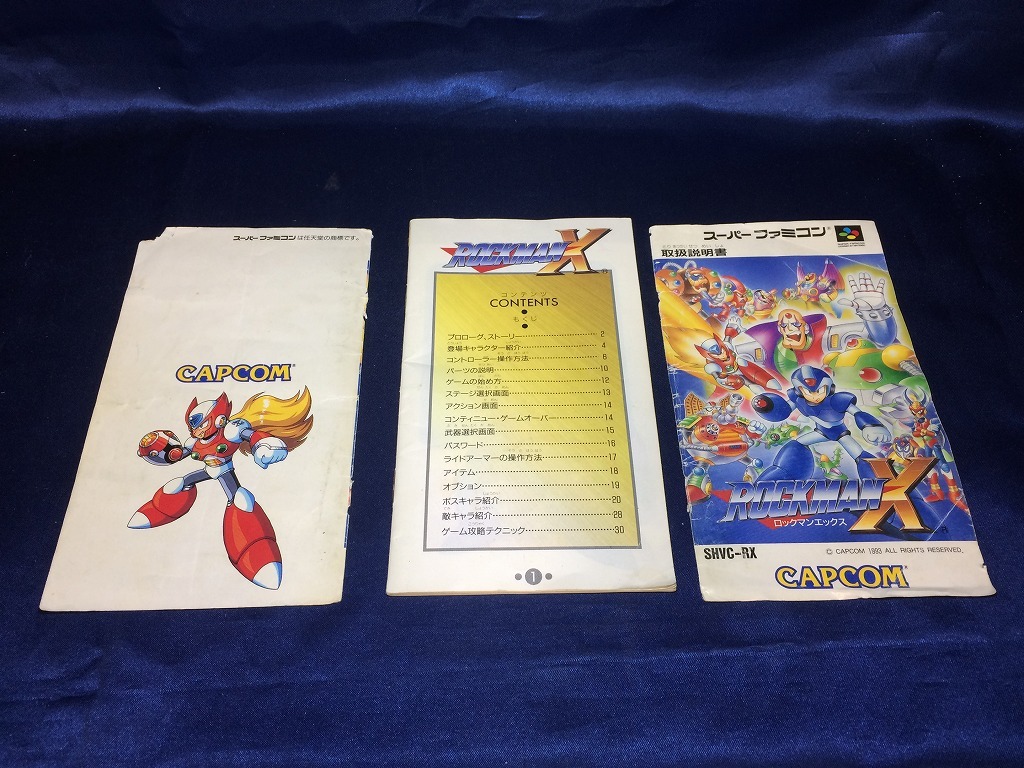 スーパーファミコンは任天堂の商標です。
CAPCOM
ROCKMAN X
コンテンツ
CONTENTS
もくじ
プロローグ、ストーリー 2
登場キャラクター紹介 4
コントローラー操作方法 8
パーツの説明 10
ゲームの始め方 12
ステージ選択画面 13
アクション画面 14
コンティニュー・ゲームオーバー 14
武器選択画面 15
パスワード 16
ライドアーマーの操作方法 17
アイテム 18
オプション 19
ボスキャラ紹介 20
敵キャラ紹介 28
ゲーム攻略テクニック 30
1
スーパーファミコン®
取扱説明書
ROCKMAN X
ロックマンエックス
SHVC-RX
© CAPCOM 1993 ALL RIGHTS RESERVED.
CAPCOM